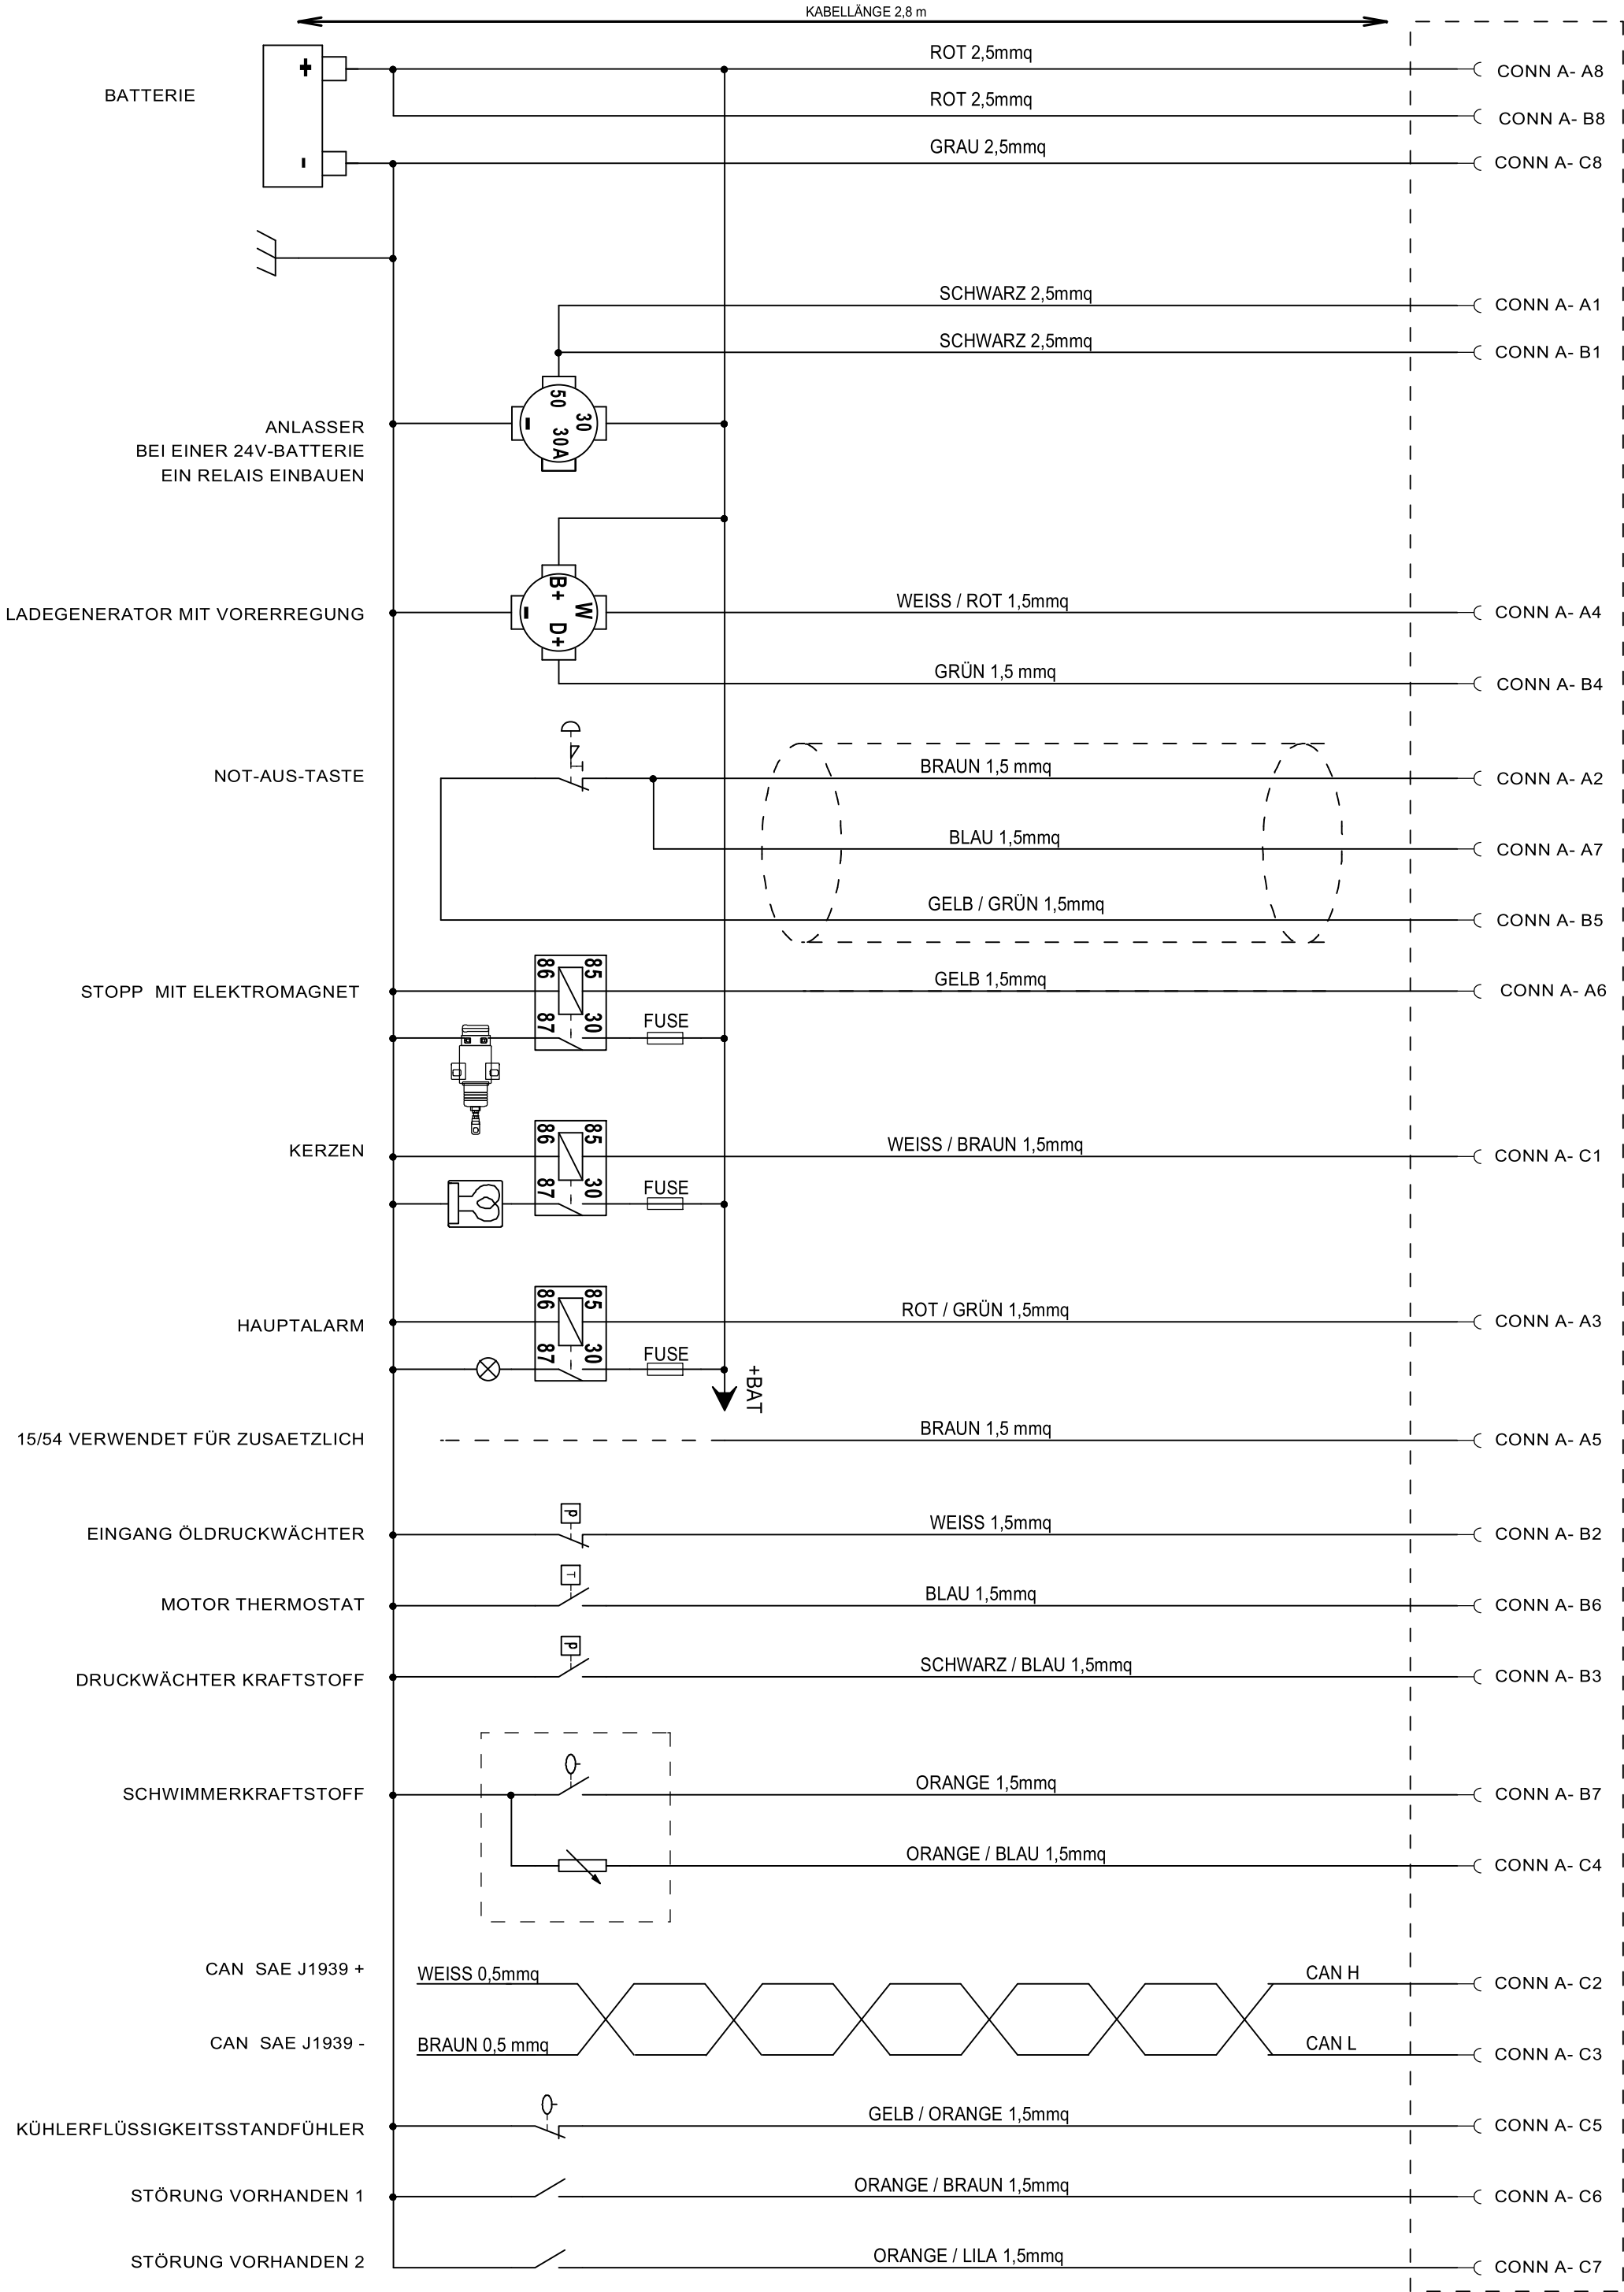 KABELLÄNGE 2,8 m
BATTERIE
+
-
ROT 2,5mmq
CONN A- A8
ROT 2,5mmq
CONN A- B8
GRAU 2,5mmq
CONN A- C8
SCHWARZ 2,5mmq
CONN A- A1
SCHWARZ 2,5mmq
CONN A- B1
ANLASSER
BEI EINER 24V-BATTERIE
EIN RELAIS EINBAUEN
50
30
30A
-
LADEGENERATOR MIT VORERREGUNG
B+
W
D+
-
WEISS / ROT 1,5mmq
CONN A- A4
GRÜN 1,5 mmq
CONN A- B4
NOT-AUS-TASTE
BRAUN 1,5 mmq
CONN A- A2
BLAU 1,5mmq
CONN A- A7
GELB / GRÜN 1,5mmq
CONN A- B5
STOPP MIT ELEKTROMAGNET
86
85
87
30
FUSE
GELB 1,5mmq
CONN A- A6
KERZEN
86
85
87
30
FUSE
WEISS / BRAUN 1,5mmq
CONN A- C1
HAUPTALARM
86
85
87
30
FUSE
ROT / GRÜN 1,5mmq
CONN A- A3
+BAT
15/54 VERWENDET FÜR ZUSAETZLICH
BRAUN 1,5 mmq
CONN A- A5
EINGANG ÖLDRUCKWÄCHTER
P
WEISS 1,5mmq
CONN A- B2
MOTOR THERMOSTAT
T
BLAU 1,5mmq
CONN A- B6
DRUCKWÄCHTER KRAFTSTOFF
P
SCHWARZ / BLAU 1,5mmq
CONN A- B3
SCHWIMMERKRAFTSTOFF
ORANGE 1,5mmq
CONN A- B7
ORANGE / BLAU 1,5mmq
CONN A- C4
CAN SAE J1939 +
WEISS 0,5mmq
CAN H
CONN A- C2
CAN SAE J1939 -
BRAUN 0,5 mmq
CAN L
CONN A- C3
KÜHLERFLÜSSIGKEITSSTANDFÜHLER
GELB / ORANGE 1,5mmq
CONN A- C5
STÖRUNG VORHANDEN 1
ORANGE / BRAUN 1,5mmq
CONN A- C6
STÖRUNG VORHANDEN 2
ORANGE / LILA 1,5mmq
CONN A- C7